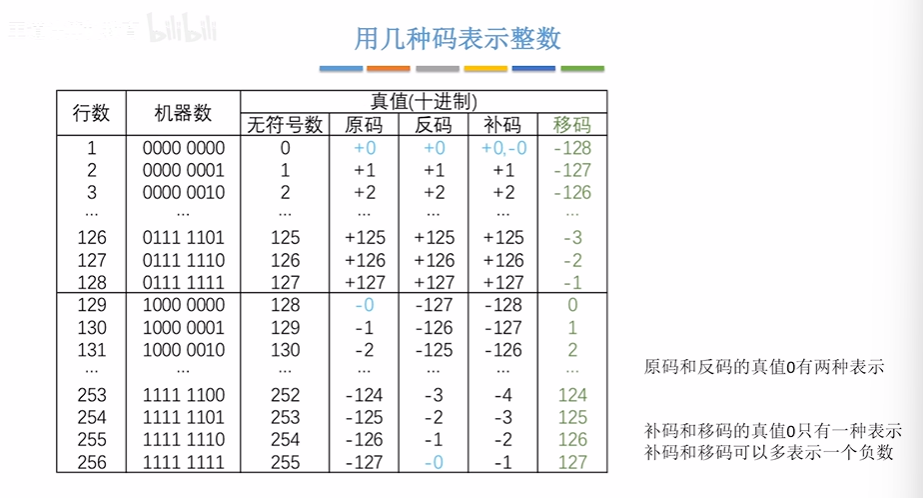 bilibili
用几种码表示整数
行数 机器数 真值(十进制)
无符号数 原码 反码 补码 移码
1 0000 0000 0 +0 +0 +0,-0 -128
2 0000 0001 1 +1 +1 +1 -127
3 0000 0010 2 +2 +2 +2 -126
... ... ... ... ... ... ...
126 0111 1101 125 +125 +125 +125 -3
127 0111 1110 126 +126 +126 +126 -2
128 0111 1111 127 +127 +127 +127 -1
129 1000 0000 128 -0 -127 -128 0
130 1000 0001 129 -1 -126 -127 1
131 1000 0010 130 -2 -125 -126 2
... ... ... ... ... ... ...
253 1111 1100 252 -124 -3 -4 124
254 1111 1101 253 -125 -2 -3 125
255 1111 1110 254 -126 -1 -2 126
256 1111 1111 255 -127 -0 -1 127
原码和反码的真值0有两种表示
补码和移码的真值0只有一种表示
补码和移码可以多表示一个负数